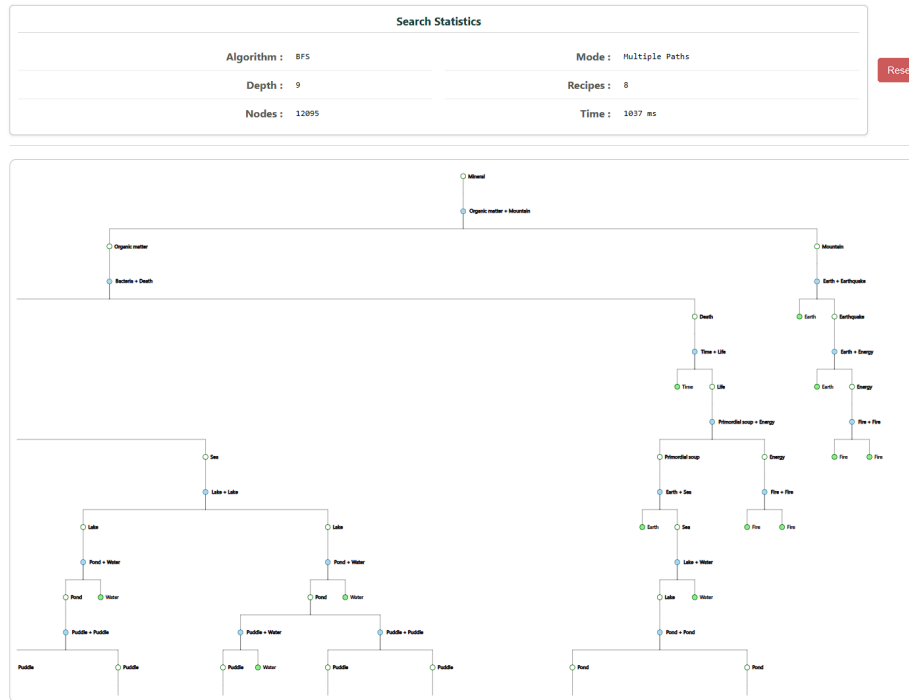 Search Statistics
Algorithm : BFS Mode : Multiple Paths
Depth : 9 Recipes : 8
Nodes : 12095 Time : 1037 ms
Rese
Mineral
Organic matter + Mountain
Organic matter Mountain
Bacteria + Death Earth + Earthquake
Death Earth Earthquake
Time + Life Earth + Energy
Time Life Earth Energy
Primordial soup + Energy Fire + Fire
Sea Primordial soup Energy Fire Fire
Lake + Lake Earth + Sea Fire + Fire
Lake Lake Earth Sea Fire Fire
Pond + Water Pond + Water Lake + Water
Pond Water Pond Water Lake Water
Puddle + Puddle Puddle + Water Puddle + Puddle Pond + Pond
Puddle Puddle Puddle Water Puddle Puddle Pond Pond